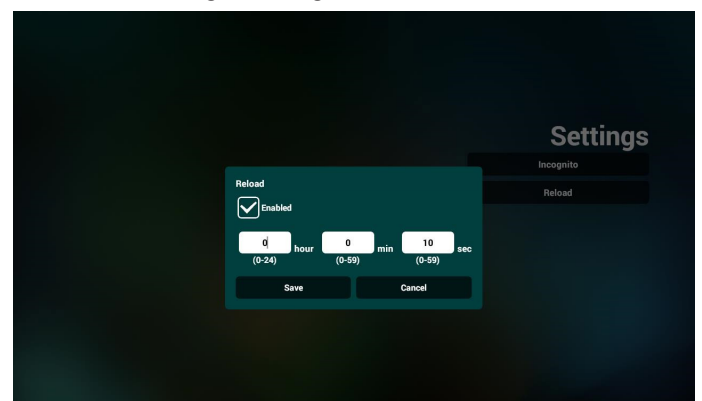 Settings
Incognito
Reload
Reload
Enabled
0 hour 0 min 10 sec
(0-24) (0-59) (0-59)
Save Cancel